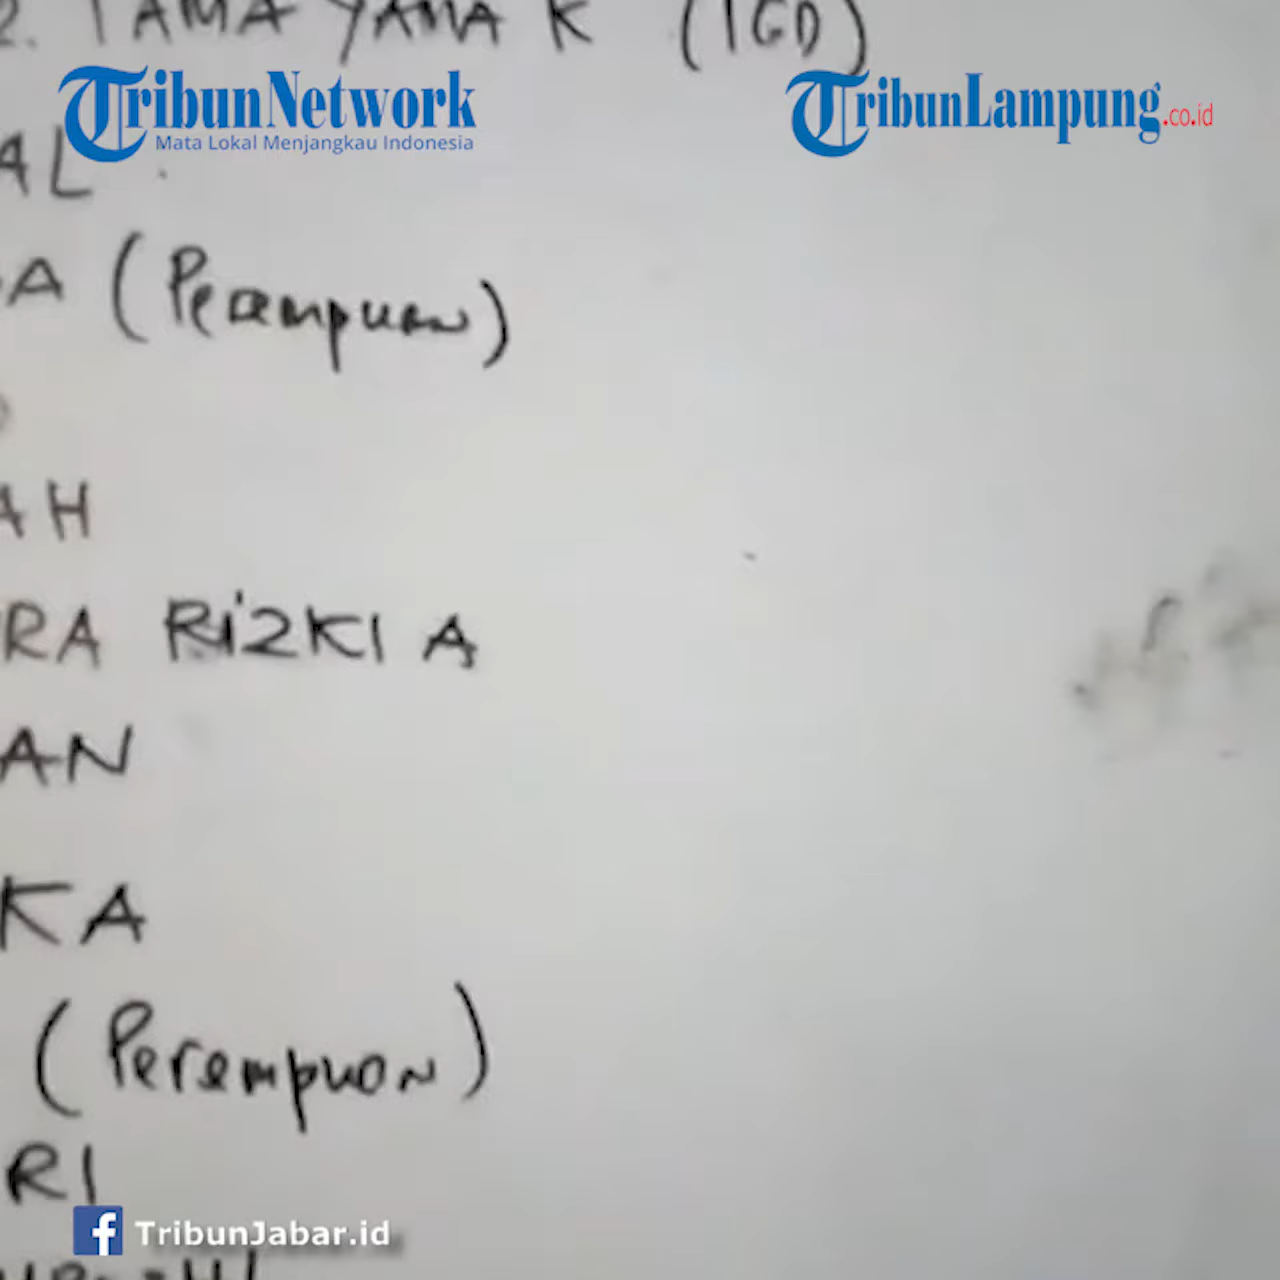 2. TAMA YAMA K (IGD)
TribunNetwork
Mata Lokal Menjangkau Indonesia
TribunLampung.co.id
AL
A (Perempuan)
AH
RA RiZKI A
AN
KA
(Perempuan)
RI
TribunJabar.id